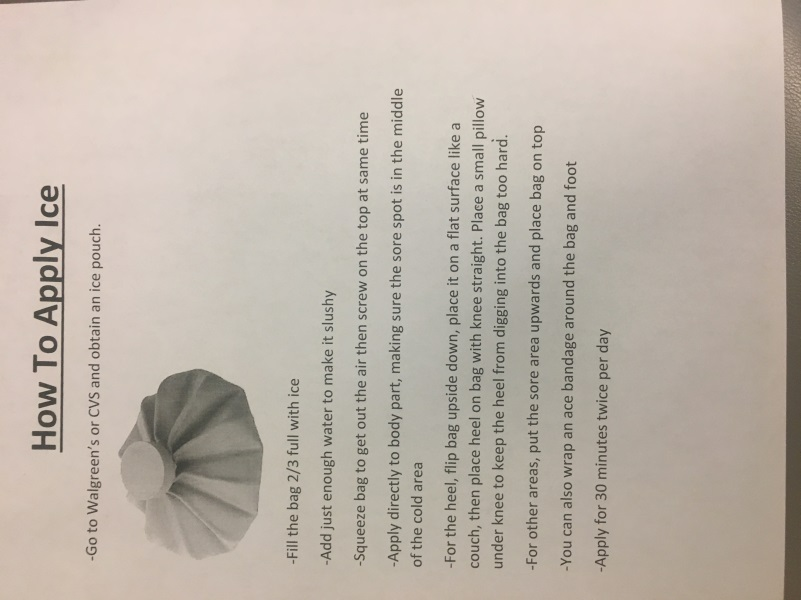 How To Apply Ice
-Go to Walgreen's or CVS and obtain an ice pouch.
-Fill the bag 2/3 full with ice
-Add just enough water to make it slushy
-Squeeze bag to get out the air then screw on the top at same time
-Apply directly to body part, making sure the sore spot is in the middle
of the cold area
-For the heel, flip bag upside down, place it on a flat surface like a
couch, then place heel on bag with knee straight. Place a small pillow
under knee to keep the heel from digging into the bag too hard.
-For other areas, put the sore area upwards and place bag on top
-You can also wrap an ace bandage around the bag and foot
-Apply for 30 minutes twice per day